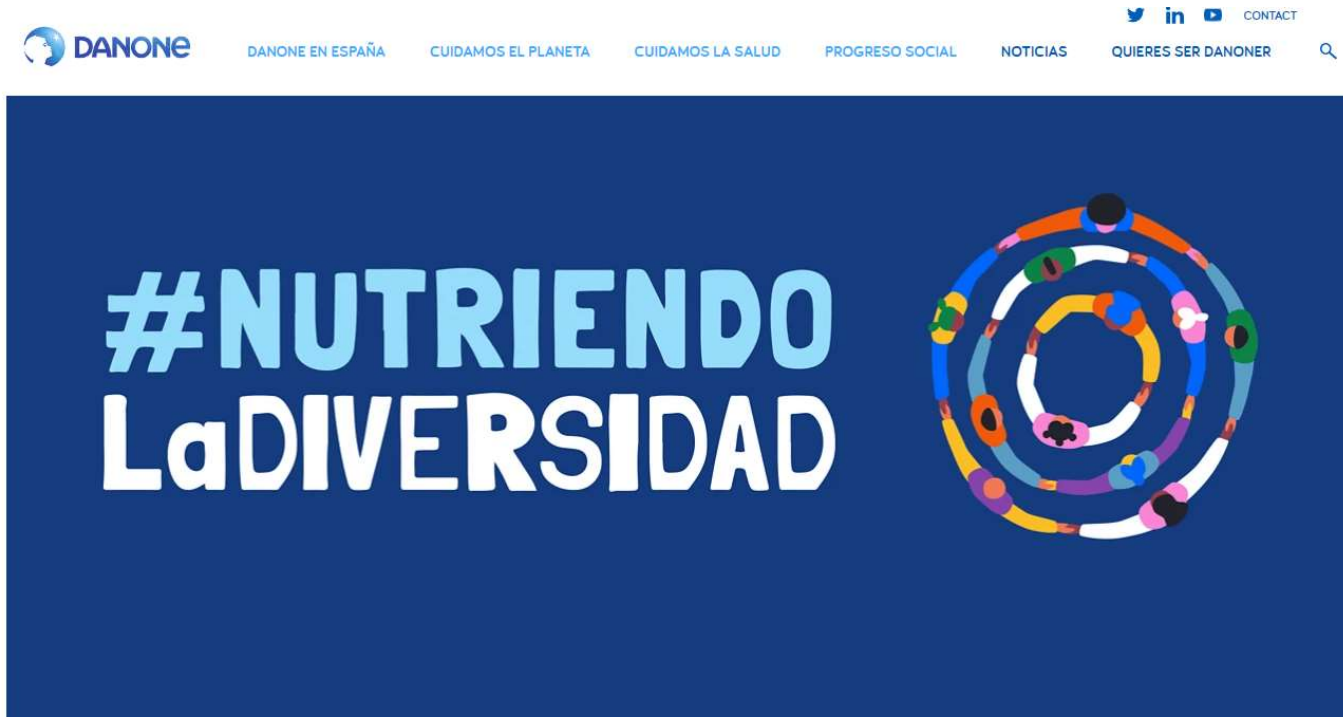 CONTACT
DANONE
DANONE EN ESPAÑA
CUIDAMOS EL PLANETA
CUIDAMOS LA SALUD
PROGRESO SOCIAL
NOTICIAS
QUIERES SER DANONER
#NUTRIENDO
LaDIVERSIDAD